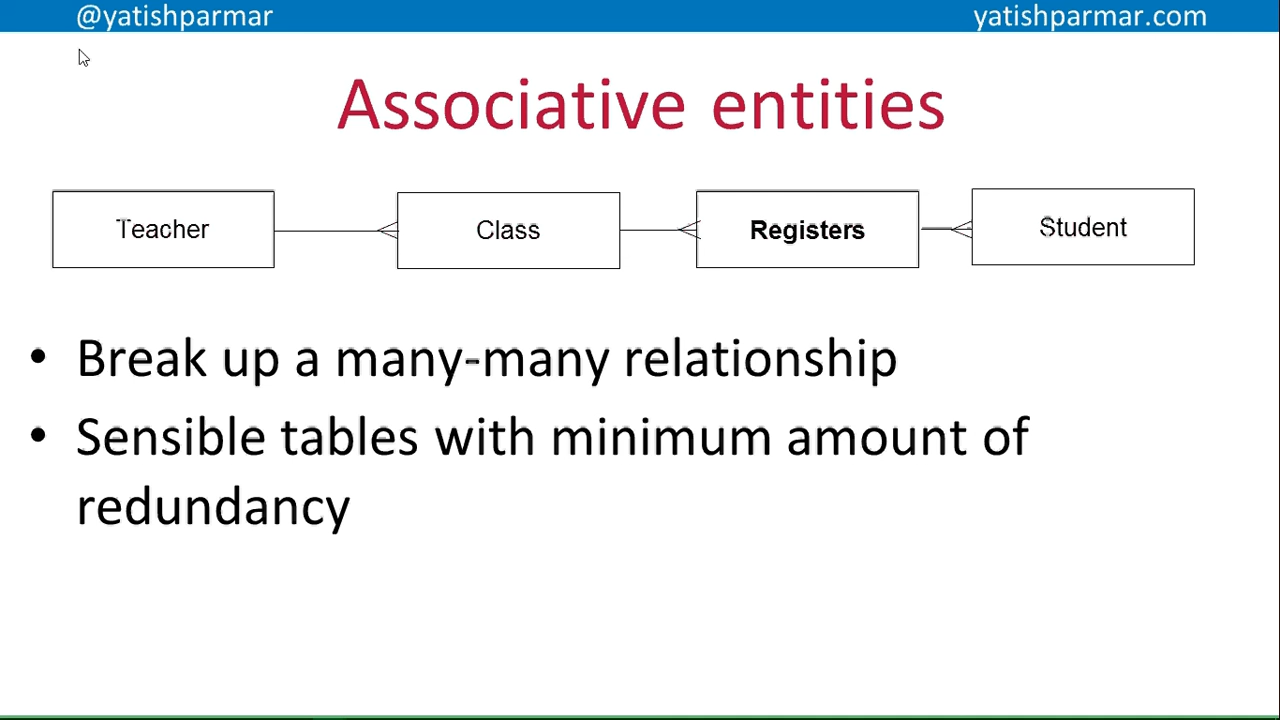 @yatishparmar
yatishparmar.com
Associative entities
Teacher
Class
Registers
Student
• Break up a many-many relationship
• Sensible tables with minimum amount of
redundancy